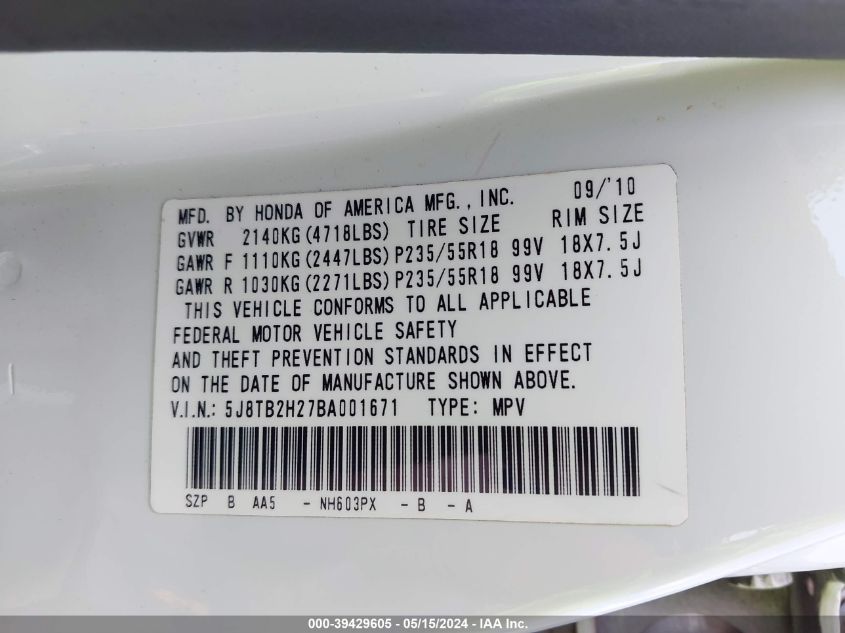 MFD. BY HONDA OF AMERICA MFG., INC. 09/'10
GVWR 2140KG (4718LBS) TIRE SIZE RIM SIZE
GAWR F 1110KG (2447LBS) P235/55R18 99V 18X7.5J
GAWR R 1030KG (2271LBS) P235/55R18 99V 18X7.5J
THIS VEHICLE CONFORMS TO ALL APPLICABLE
FEDERAL MOTOR VEHICLE SAFETY
AND THEFT PREVENTION STANDARDS IN EFFECT
ON THE DATE OF MANUFACTURE SHOWN ABOVE.
V.I.N.: 5J8TB2H27BA001671 TYPE: MPV
SZP B AA5 - NH603PX - B - A
000-39429605 - 05/15/2024 - IAA Inc.